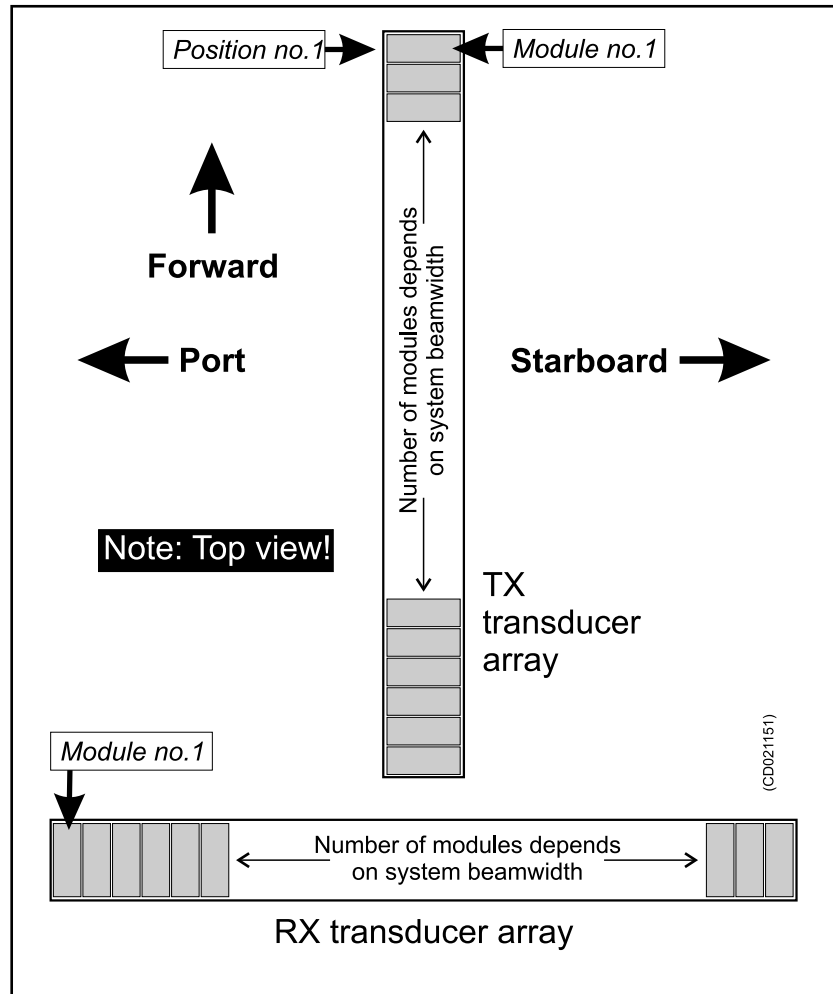 Position no.1
Module no.1
Forward
Port
Starboard
Number of modules depends
on system beamwidth
Note: Top view!
TX
transducer
array
(CD021151)
Module no.1
Number of modules depends
on system beamwidth
RX transducer array